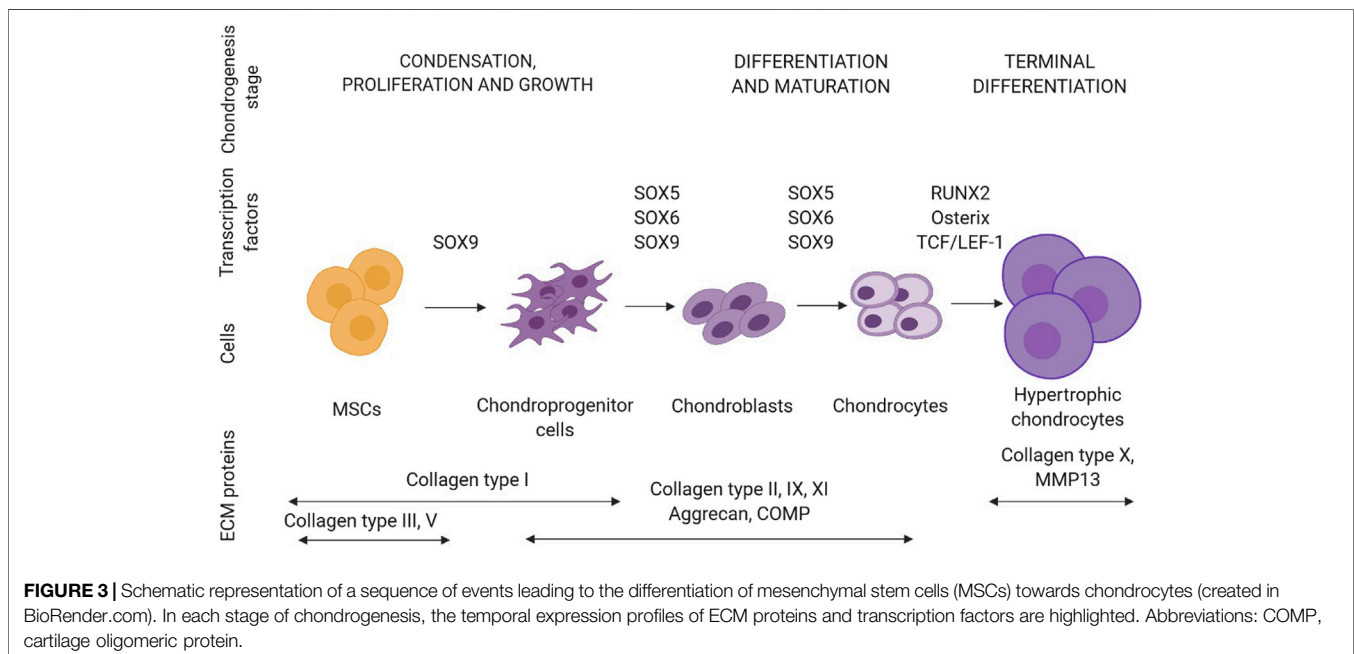 Chondrogenesis
stage
CONDENSATION,
PROLIFERATION AND GROWTH
DIFFERENTIATION
AND MATURATION
TERMINAL
DIFFERENTIATION
Transcription
factors
SOX9
SOX5
SOX6
SOX9
SOX5
SOX6
SOX9
RUNX2
Osterix
TCF/LEF-1
Cells
MSCs
Chondroprogenitor
cells
Chondroblasts
Chondrocytes
Hypertrophic
chondrocytes
ECM proteins
Collagen type I
Collagen type III, V
Collagen type II, IX, XI
Aggrecan, COMP
Collagen type X,
MMP13
FIGURE 3 | Schematic representation of a sequence of events leading to the differentiation of mesenchymal stem cells (MSCs) towards chondrocytes (created in
BioRender.com). In each stage of chondrogenesis, the temporal expression profiles of ECM proteins and transcription factors are highlighted. Abbreviations: COMP,
cartilage oligomeric protein.